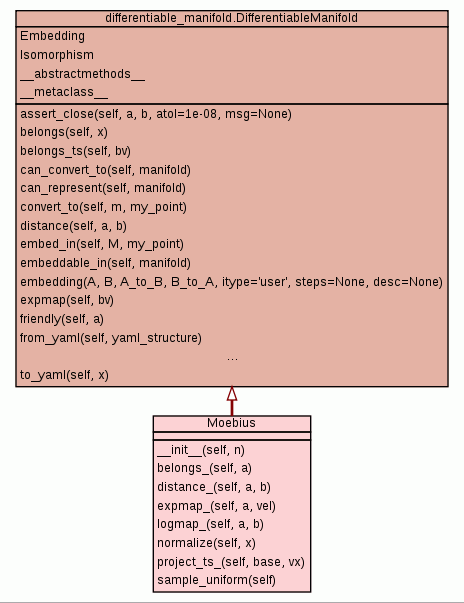 differentiable_manifold.DifferentiableManifold
Embedding
Isomorphism
__abstractmethods__
__metaclass__
assert_close(self, a, b, atol=1e-08, msg=None)
belongs(self, x)
belongs_ts(self, bv)
can_convert_to(self, manifold)
can_represent(self, manifold)
convert_to(self, m, my_point)
distance(self, a, b)
embed_in(self, M, my_point)
embeddable_in(self, manifold)
embedding(A, B, A_to_B, B_to_A, itype='user', steps=None, desc=None)
expmap(self, bv)
friendly(self, a)
from_yaml(self, yaml_structure)
...
to_yaml(self, x)
Moebius
__init__(self, n)
belongs_(self, a)
distance_(self, a, b)
expmap_(self, a, vel)
logmap_(self, a, b)
normalize(self, x)
project_ts_(self, base, vx)
sample_uniform(self)